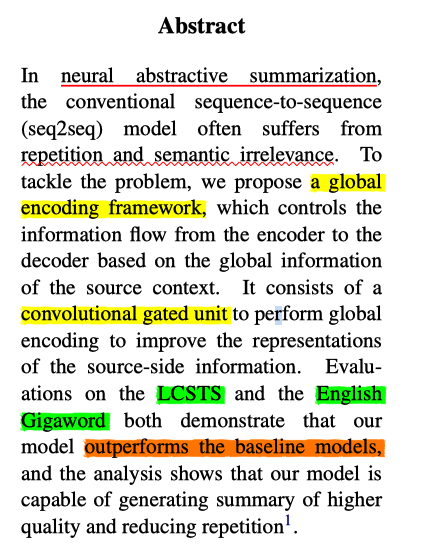 Abstract
In neural abstractive summarization,
the conventional sequence-to-sequence
(seq2seq) model often suffers from
repetition and semantic irrelevance. To
tackle the problem, we propose a global
encoding framework, which controls the
information flow from the encoder to the
decoder based on the global information
of the source context. It consists of a
convolutional gated unit to perform global
encoding to improve the representations
of the source-side information. Evalu-
ations on the LCSTS and the English
Gigaword both demonstrate that our
model outperforms the baseline models,
and the analysis shows that our model is
capable of generating summary of higher
quality and reducing repetition1.